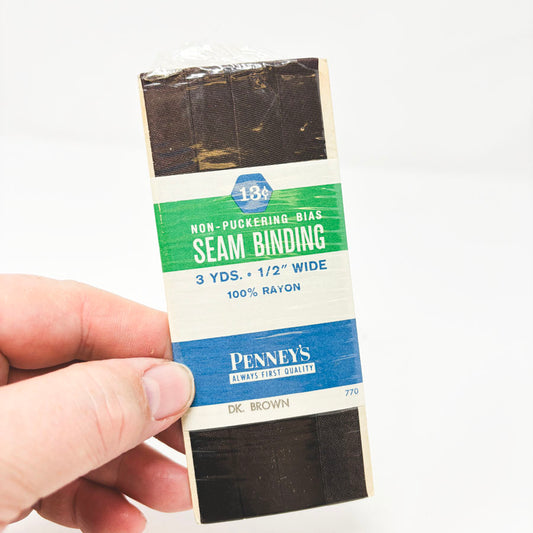 13¢
NON-PUCKERING BIAS
SEAM BINDING
3 YDS. • 1/2" WIDE
100% RAYON
PENNEY'S
ALWAYS FIRST QUALITY
770
DK. BROWN